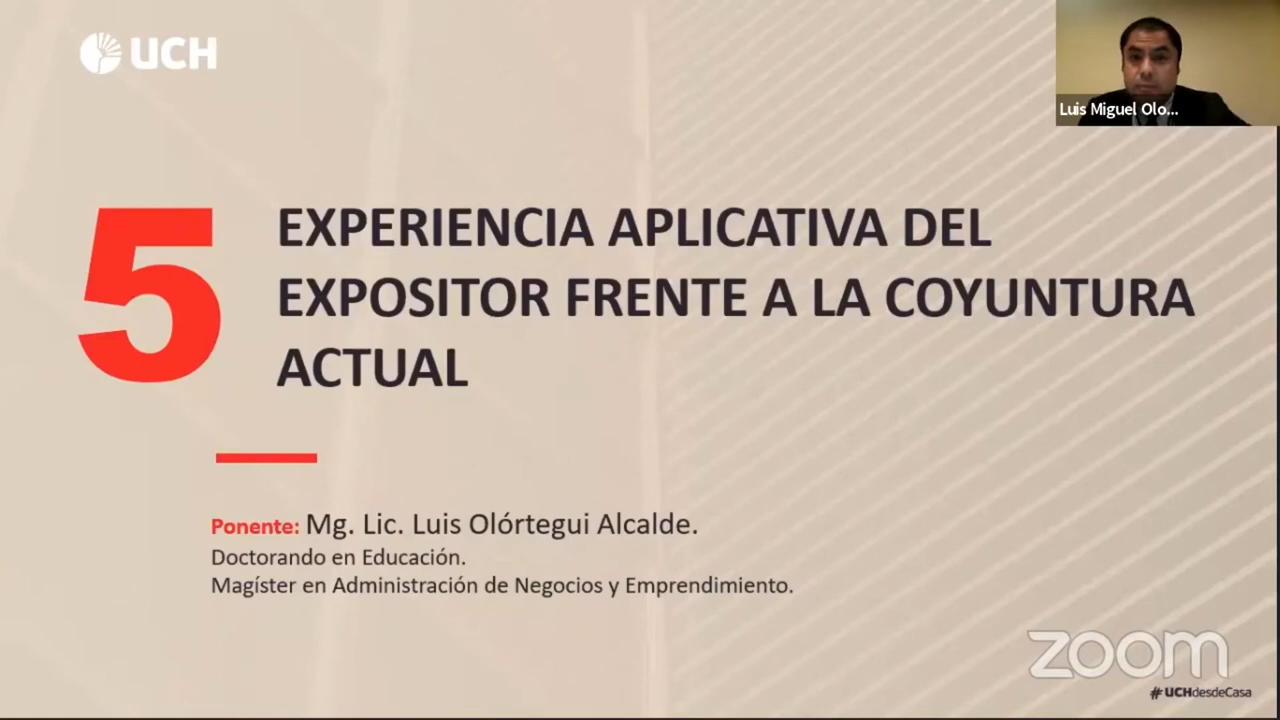 UCH
Luis Miguel Olo...
5
EXPERIENCIA APLICATIVA DEL
EXPOSITOR FRENTE A LA COYUNTURA
ACTUAL
Ponente: Mg. Lic. Luis Olórtegui Alcalde.
Doctorando en Educación.
Magíster en Administración de Negocios y Emprendimiento.
zoom
#UCHdesdeCasa